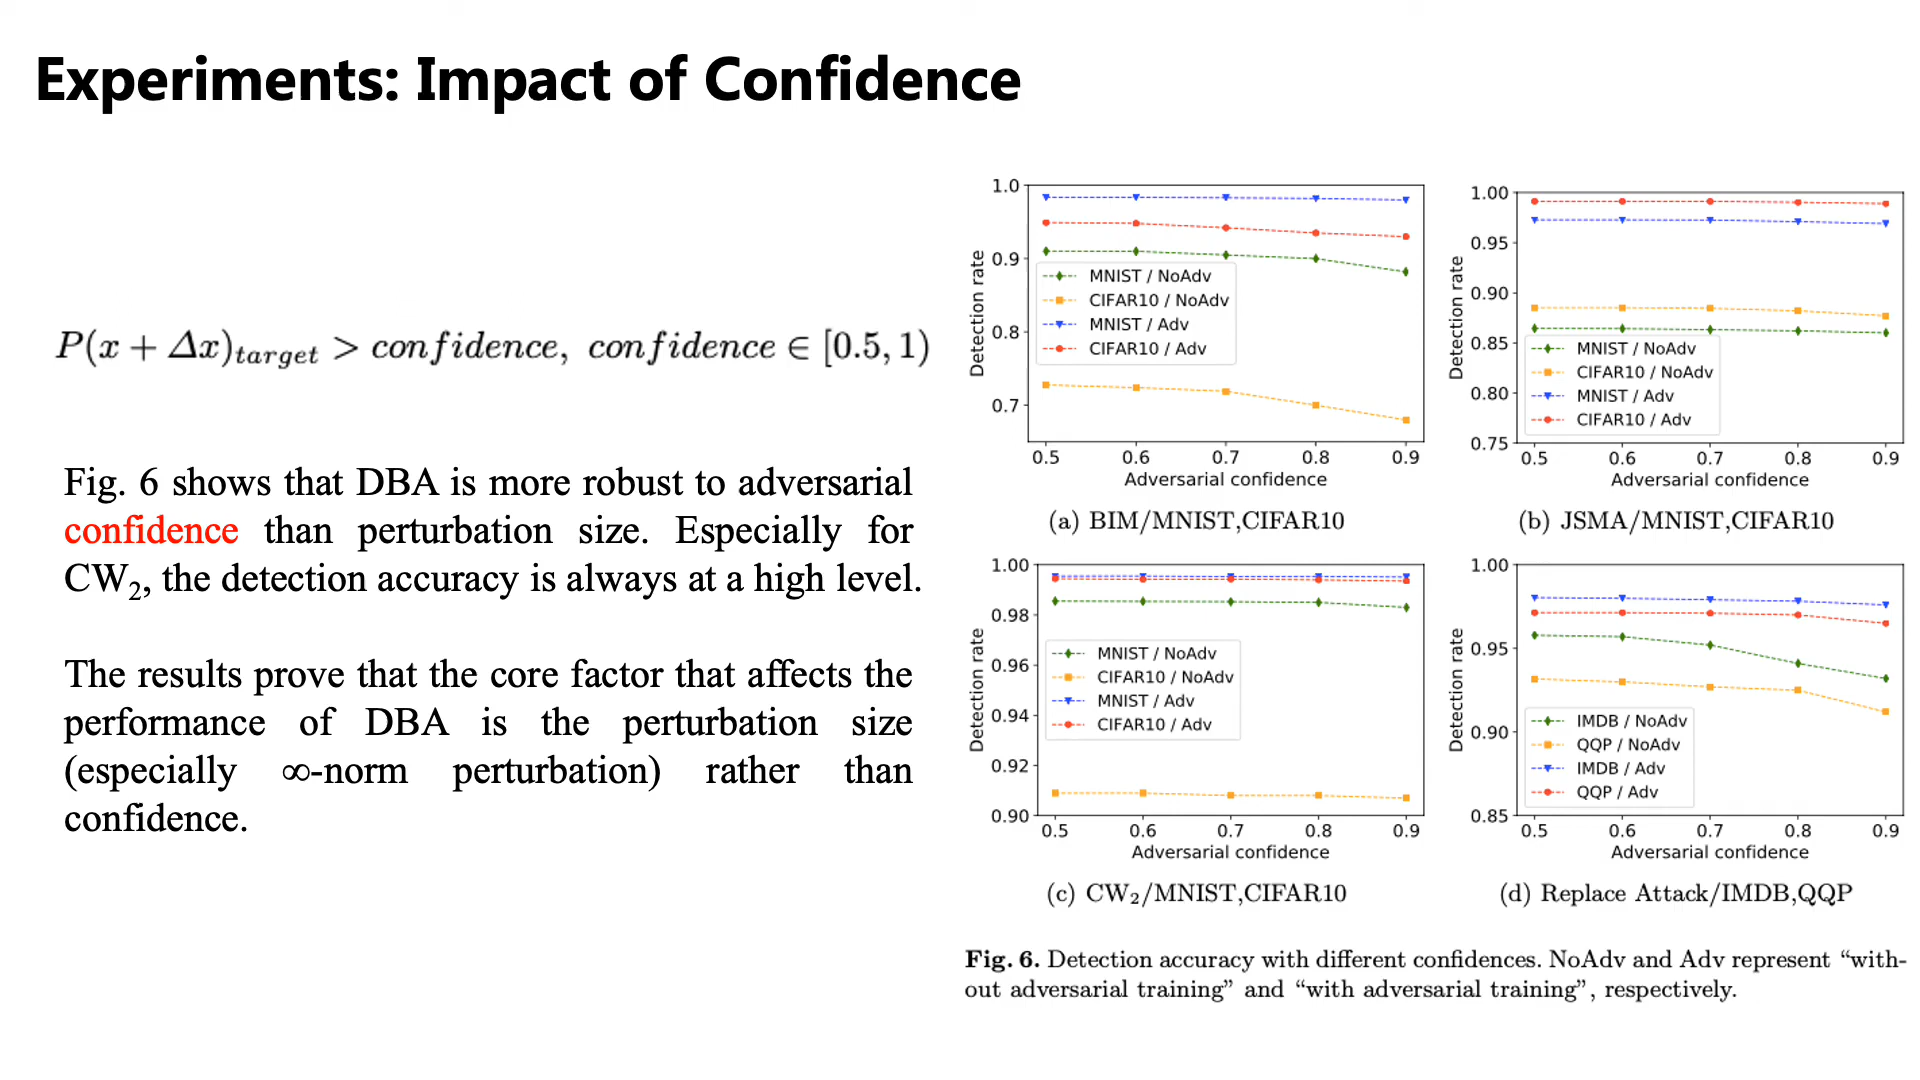 Experiments: Impact of Confidence
P(x + Δx)target > confidence, confidence ∈ [0.5, 1)
Fig. 6 shows that DBA is more robust to adversarial
confidence than perturbation size. Especially for
CW2, the detection accuracy is always at a high level.
The results prove that the core factor that affects the
performance of DBA is the perturbation size
(especially ∞-norm perturbation) rather than
confidence.
1.0
0.9
0.8
0.7
Detection rate
MNIST / NoAdv
CIFAR10 / NoAdv
MNIST / Adv
CIFAR10 / Adv
0.5 0.6 0.7 0.8 0.9
Adversarial confidence
(a) BIM/MNIST,CIFAR10
1.00
0.95
0.90
0.85
0.80
0.75
Detection rate
MNIST / NoAdv
CIFAR10 / NoAdv
MNIST / Adv
CIFAR10 / Adv
0.5 0.6 0.7 0.8 0.9
Adversarial confidence
(b) JSMA/MNIST,CIFAR10
1.00
0.98
0.96
0.94
0.92
0.90
Detection rate
MNIST / NoAdv
CIFAR10 / NoAdv
MNIST / Adv
CIFAR10 / Adv
0.5 0.6 0.7 0.8 0.9
Adversarial confidence
(c) CW2/MNIST,CIFAR10
1.00
0.95
0.90
0.85
Detection rate
IMDB / NoAdv
QQP / NoAdv
IMDB / Adv
QQP / Adv
0.5 0.6 0.7 0.8 0.9
Adversarial confidence
(d) Replace Attack/IMDB,QQP
Fig. 6. Detection accuracy with different confidences. NoAdv and Adv represent “with-
out adversarial training” and “with adversarial training”, respectively.